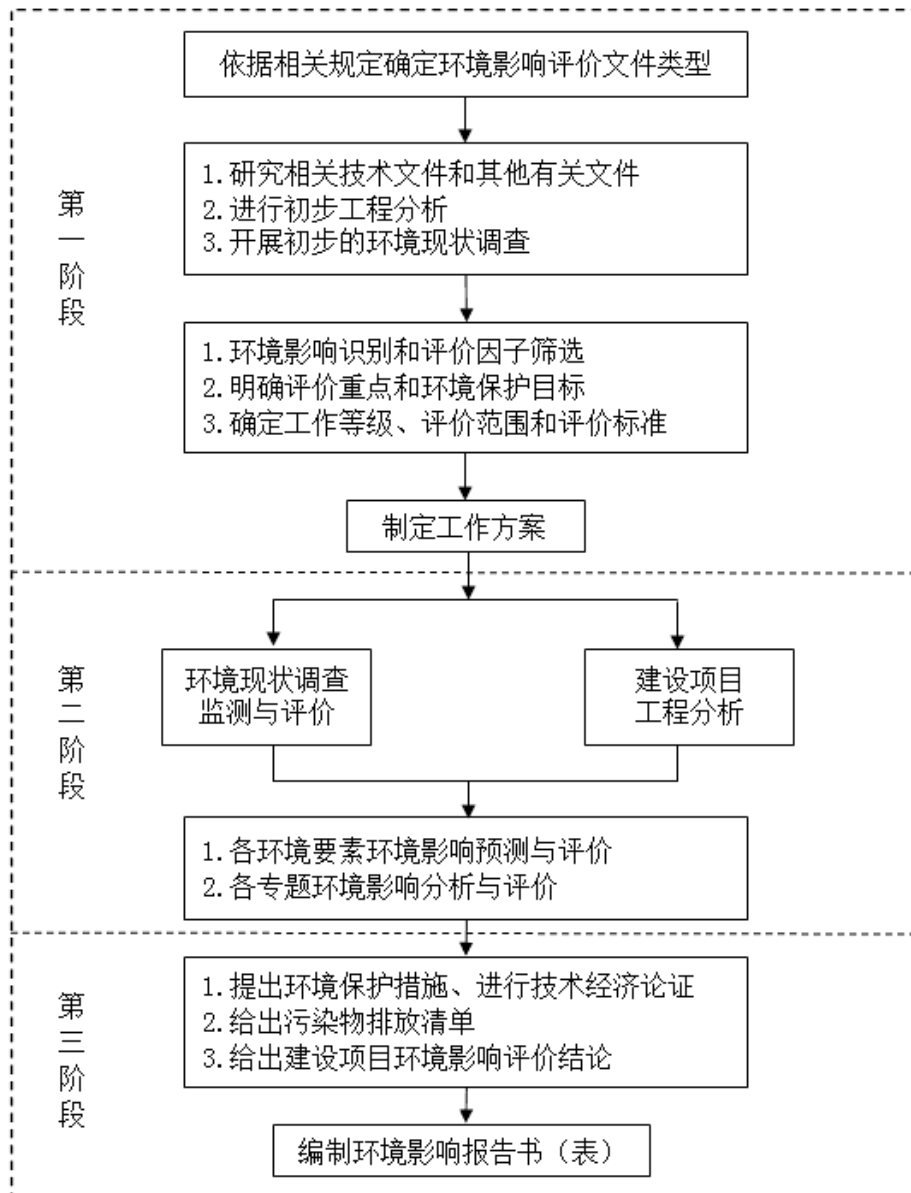 依据相关规定确定环境影响评价文件类型
第一阶段
1.研究相关技术文件和其他有关文件
2.进行初步工程分析
3.开展初步的环境现状调查
1.环境影响识别和评价因子筛选
2.明确评价重点和环境保护目标
3.确定工作等级、评价范围和评价标准
制定工作方案
第二阶段
环境现状调查
监测与评价
建设项目
工程分析
1.各环境要素环境影响预测与评价
2.各专题环境影响分析与评价
第三阶段
1.提出环境保护措施、进行技术经济论证
2.给出污染物排放清单
3.给出建设项目环境影响评价结论
编制环境影响报告书（表）